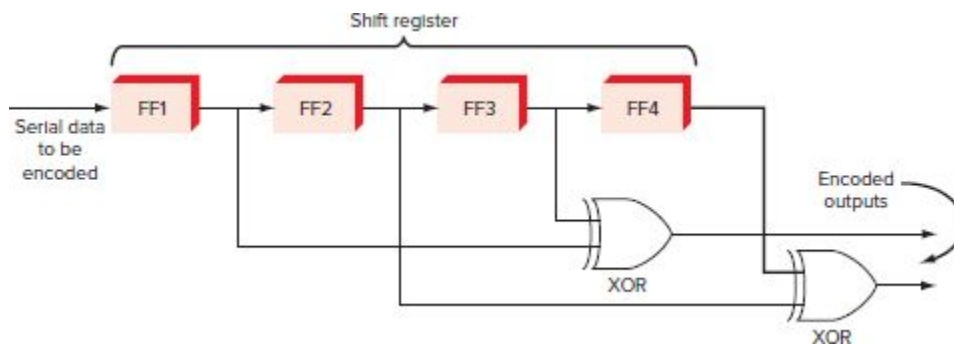 Shift register
FF1 FF2 FF3 FF4
Serial data
to be
encoded
Encoded
outputs
XOR
XOR